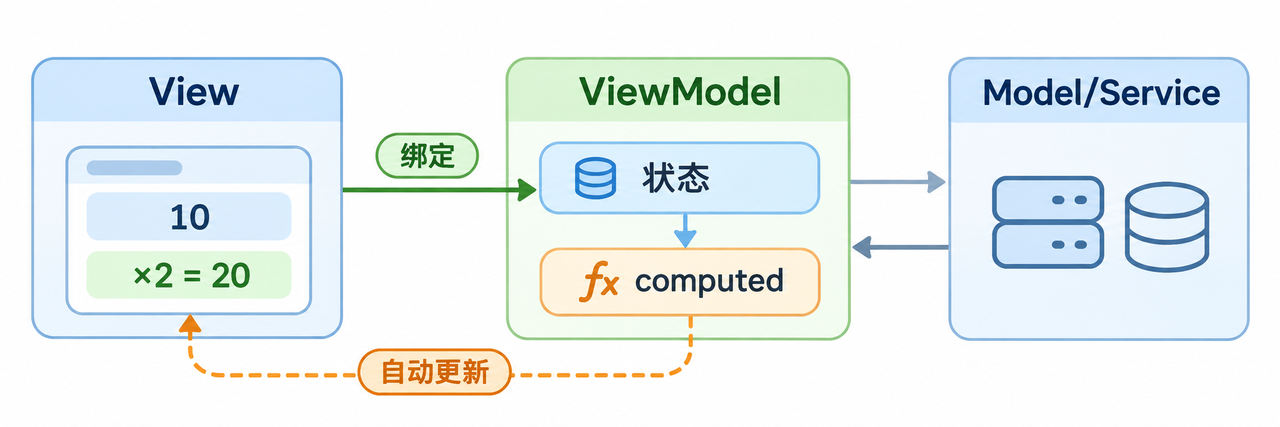 View
10
×2 = 20
绑定
ViewModel
状态
fx computed
Model/Service
自动更新